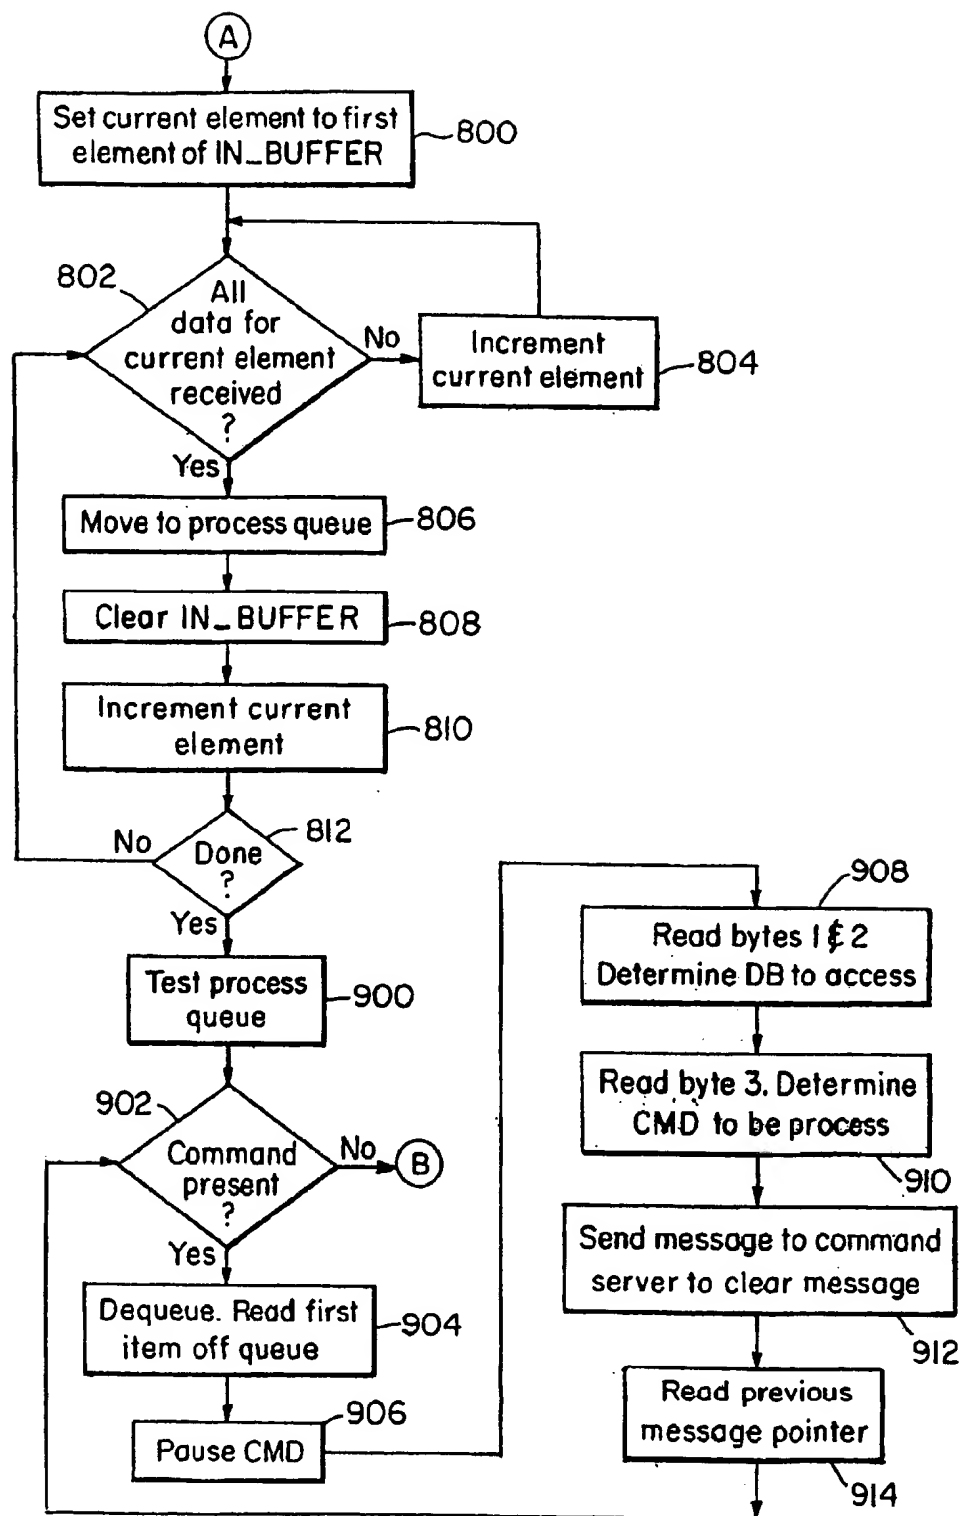 A
Set current element to first
element of IN_BUFFER
800
802
All
data for
current element
received
?
No
Increment
current element
804
Yes
Move to process queue
806
Clear IN_BUFFER
808
Increment current
element
810
812
No
Done
?
Yes
Test process
queue
900
902
Command
present
?
No
B
Yes
Dequeue. Read first
item off queue
904
906
Pause CMD
908
Read bytes 1 & 2
Determine DB to access
Read byte 3. Determine
CMD to be process
910
Send message to command
server to clear message
912
Read previous
message pointer
914